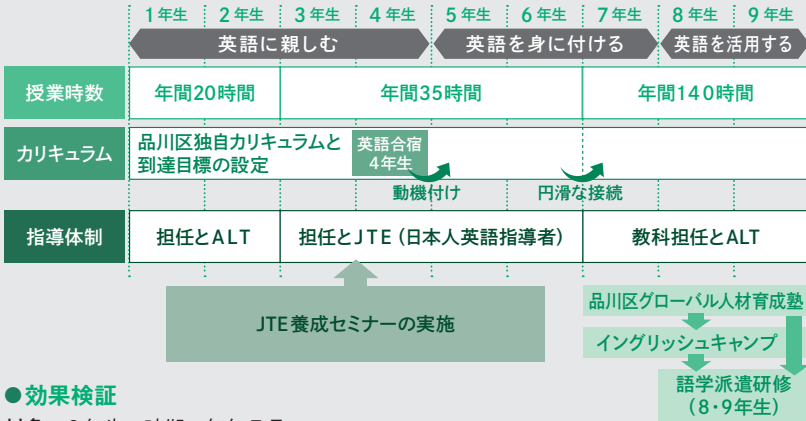 1年生 2年生 3年生 4年生 5年生 6年生 7年生 8年生 9年生
英語に親しむ 英語を身に付ける 英語を活用する
授業時数 年間20時間 年間35時間 年間140時間
カリキュラム
品川区独自カリキュラムと
到達目標の設定
英語合宿
4年生
動機付け 円滑な接続
指導体制 担任とALT 担任とJTE(日本人英語指導者) 教科担任とALT
JTE養成セミナーの実施
品川区グローバル人材育成塾
イングリッシュキャンプ
語学派遣研修
(8・9年生)
●効果検証